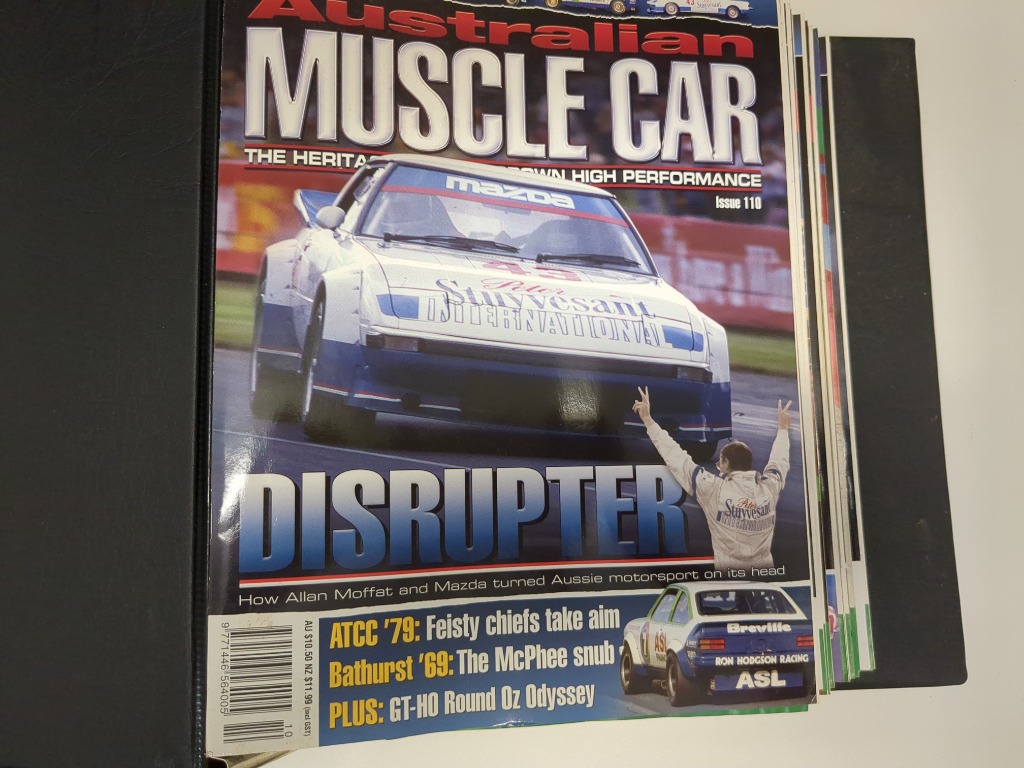 Australian
MUSCLE CAR
THE HERITA OWN HIGH PERFORMANCE
Issue 110
mazda
43
Peter
Stuyvesant
INTERNATIONAL
DISRUPTER
Peter
Stuyvesant
INTERNATIONAL
How Allan Moffat and Mazda turned Aussie motorsport on its head
ATCC '79: Feisty chiefs take aim
Bathurst '69: The McPhee snub
PLUS: GT-HO Round Oz Odyssey
Breville
RON HODGSON RACING
ASL
ASL
AU $10.50 NZ $11.99 (incl GST)
9 771446 564005
10